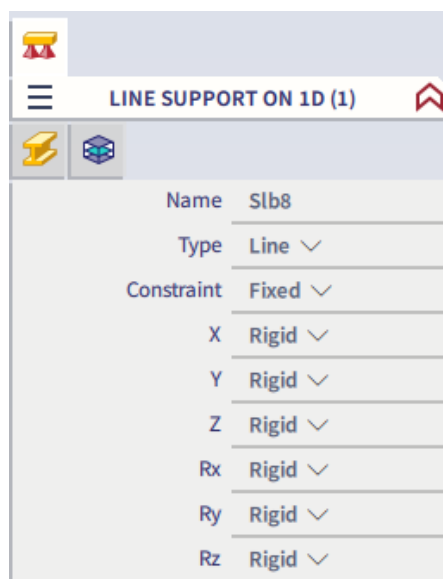 LINE SUPPORT ON 1D (1)
Name Slb8
Type Line
Constraint Fixed
X Rigid
Y Rigid
Z Rigid
Rx Rigid
Ry Rigid
Rz Rigid